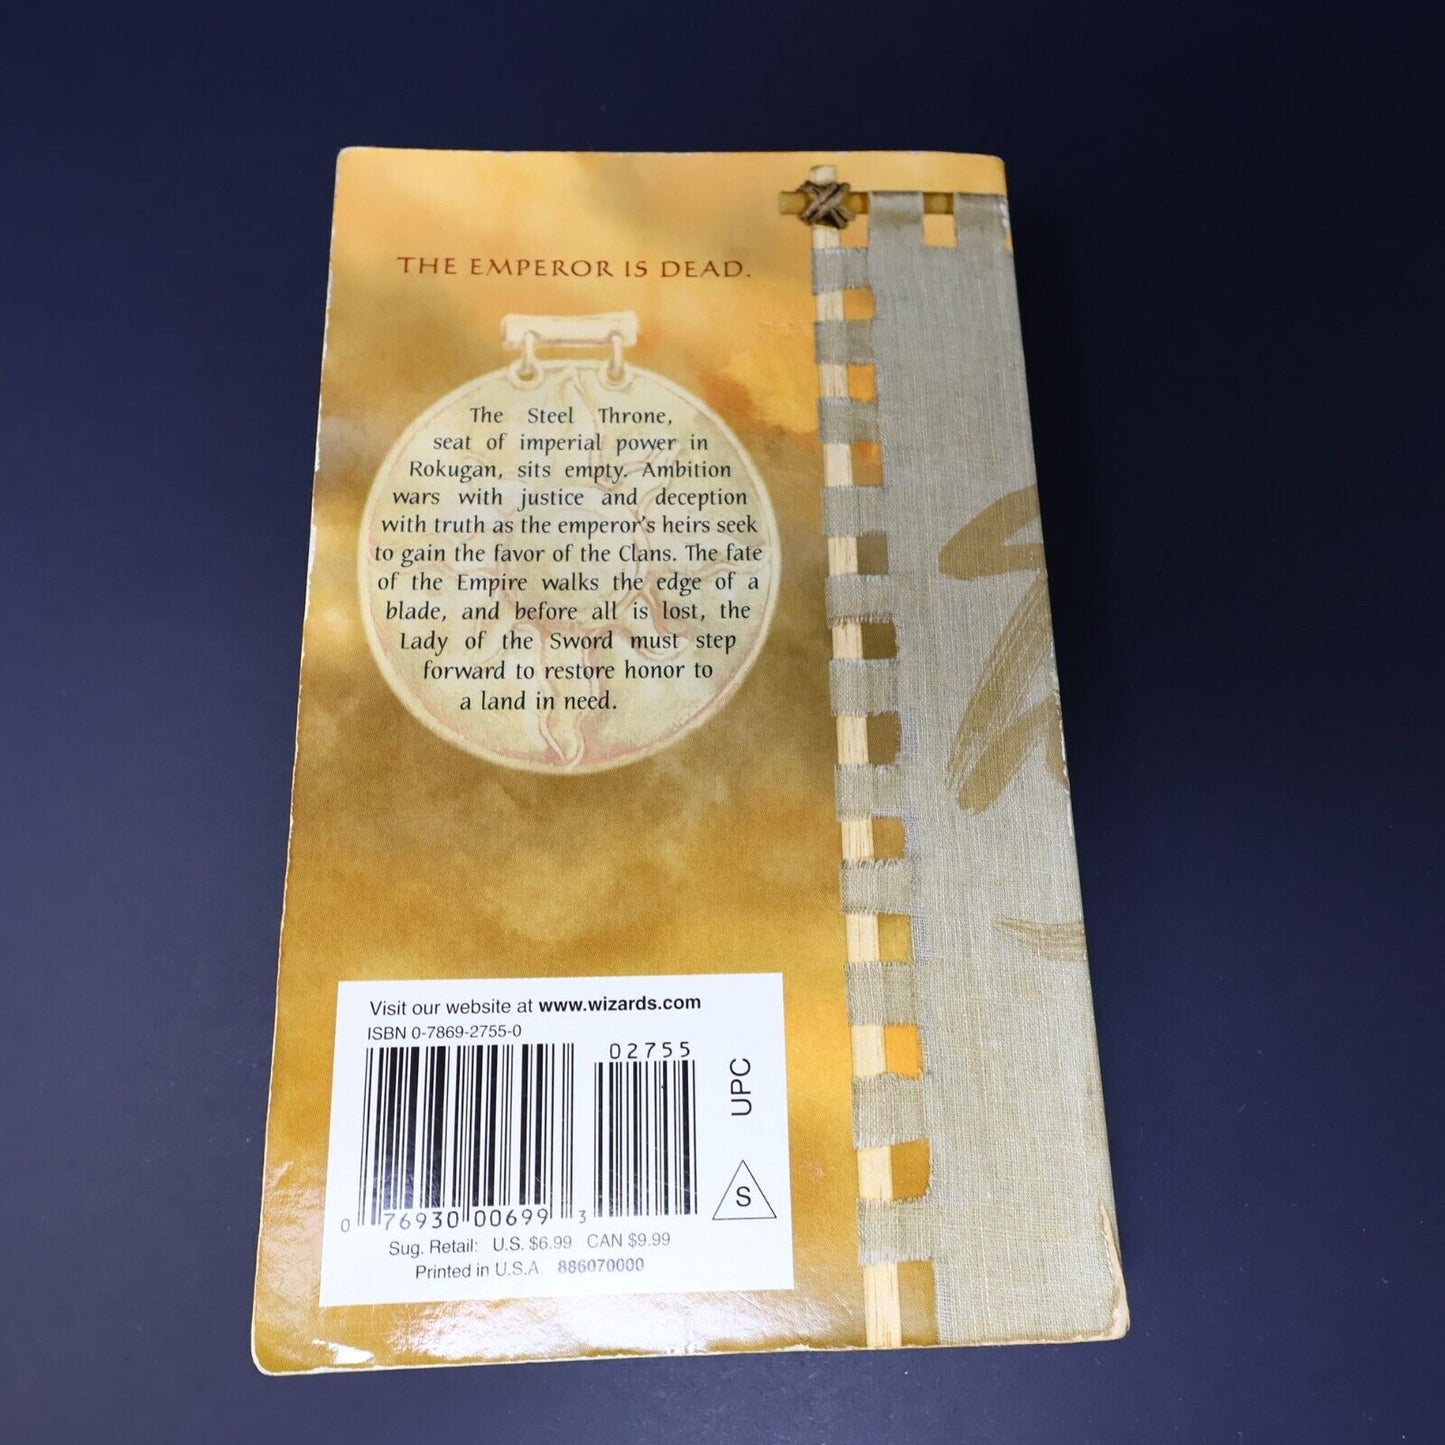 THE EMPEROR IS DEAD.
The Steel Throne,
seat of imperial power in
Rokugan, sits empty. Ambition
wars with justice and deception
with truth as the emperor's heirs seek
to gain the favor of the Clans. The fate
of the Empire walks the edge of a
blade, and before all is lost, the
Lady of the Sword must step
forward to restore honor to
a land in need.
Visit our website at www.wizards.com
ISBN 0-7869-2755-0
02755
0 76930 00699 3
UPC
S
Sug. Retail: U.S. $6.99 CAN $9.99
Printed in U.S.A. 886070000